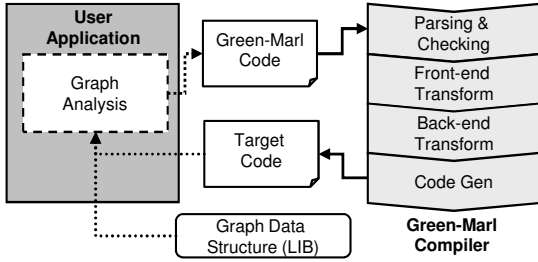 User
Application
Graph
Analysis
Green-Marl
Code
Target
Code
Graph Data
Structure (LIB)
Parsing &
Checking
Front-end
Transform
Back-end
Transform
Code Gen
Green-Marl
Compiler